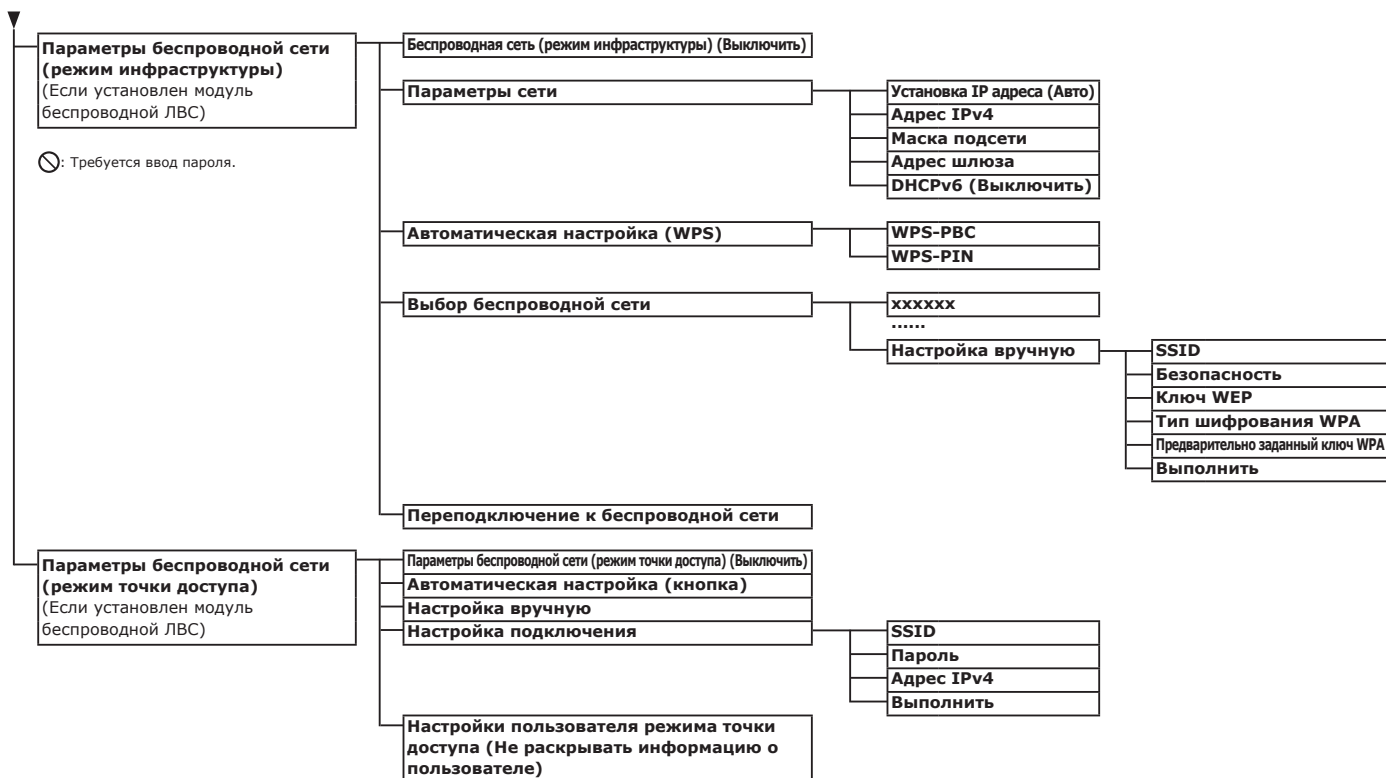 Параметры беспроводной сети
(режим инфраструктуры)
(Если установлен модуль
беспроводной ЛВС)
: Требуется ввод пароля.
Беспроводная сеть (режим инфраструктуры) (Выключить)
Параметры сети
Установка IP адреса (Авто)
Адрес IPv4
Маска подсети
Адрес шлюза
DHCPv6 (Выключить)
Автоматическая настройка (WPS)
WPS-PBC
WPS-PIN
Выбор беспроводной сети
xxxxxx
......
Настройка вручную
SSID
Безопасность
Ключ WEP
Тип шифрования WPA
Предварительно заданный ключ WPA
Выполнить
Переподключение к беспроводной сети
Параметры беспроводной сети
(режим точки доступа)
(Если установлен модуль
беспроводной ЛВС)
Параметры беспроводной сети (режим точки доступа) (Выключить)
Автоматическая настройка (кнопка)
Настройка вручную
Настройка подключения
SSID
Пароль
Адрес IPv4
Выполнить
Настройки пользователя режима точки
доступа (Не раскрывать информацию о
пользователе)